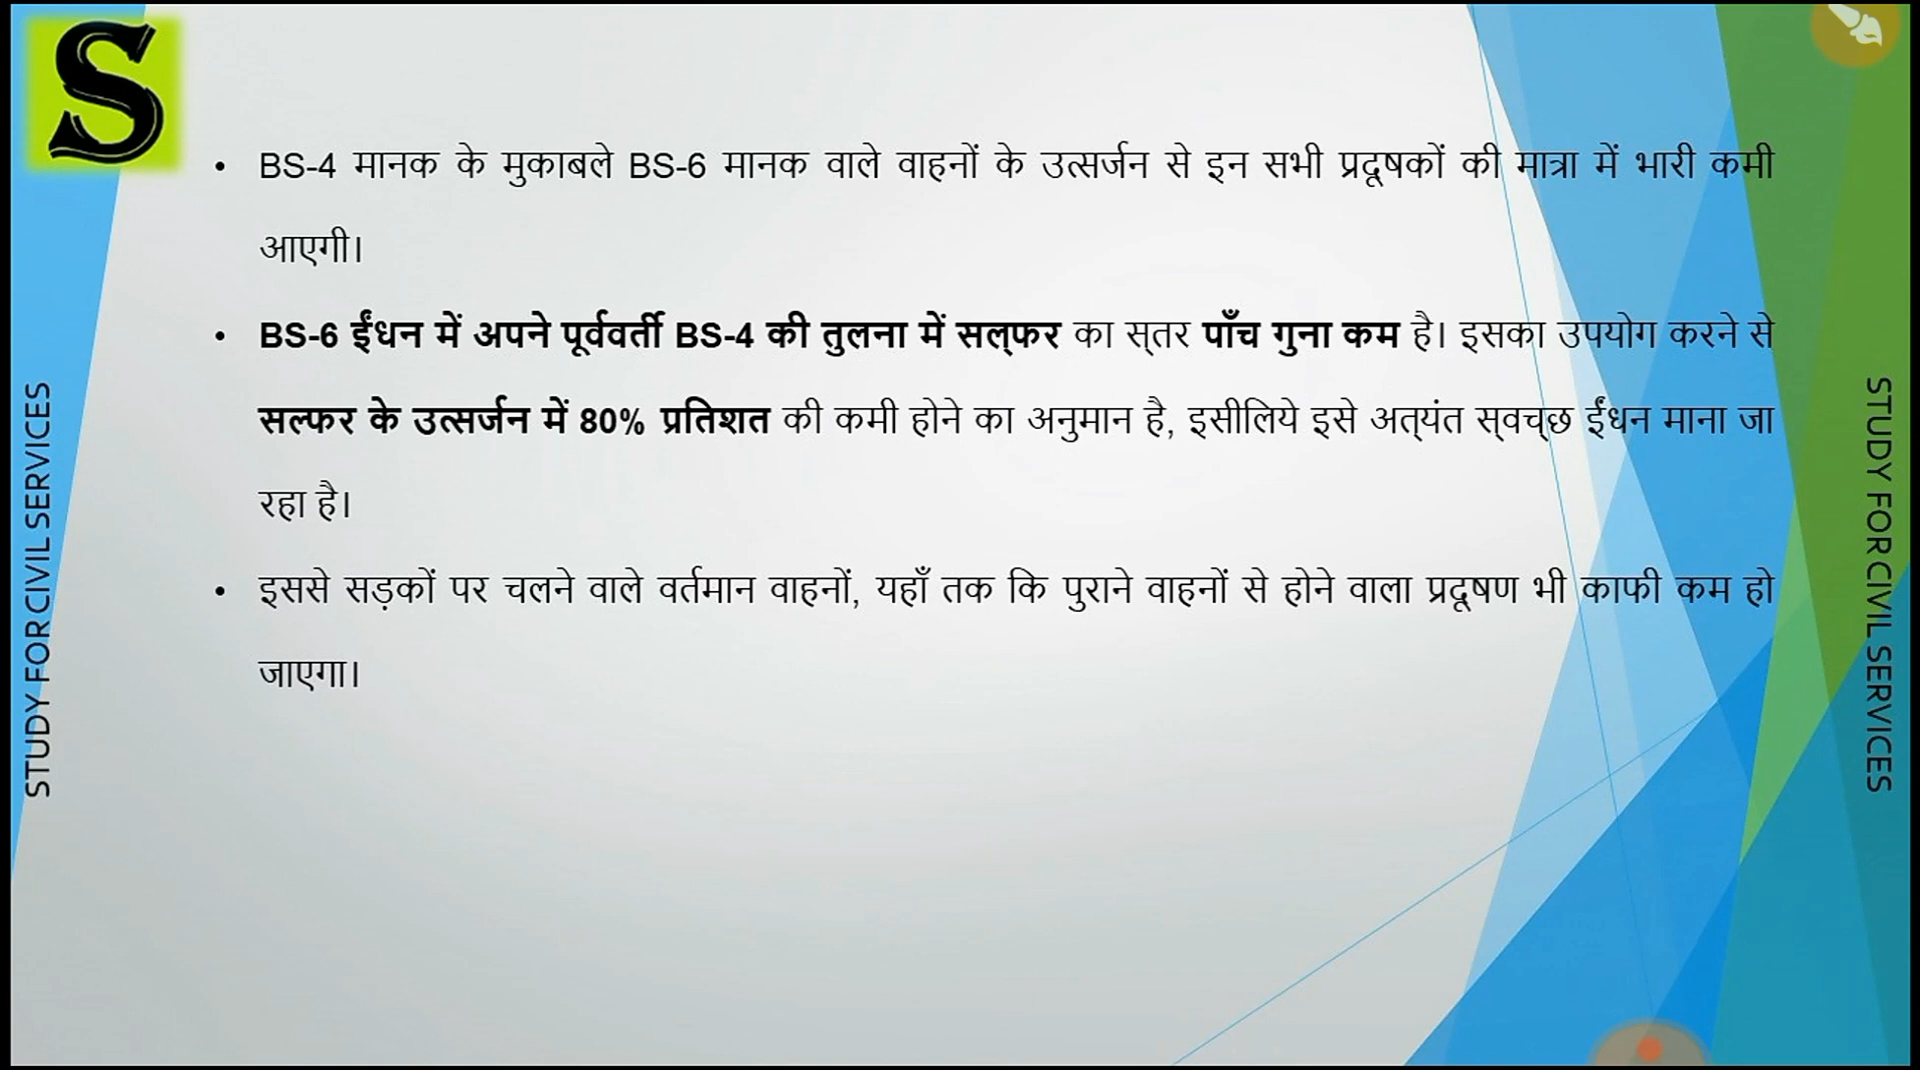 S
BS-4 मानक के मुकाबले BS-6 मानक वाले वाहनों के उत्सर्जन से इन सभी प्रदूषकों की मात्रा में भारी कमी
आएगी।
BS-6 ईंधन में अपने पूर्ववर्ती BS-4 की तुलना में सल्‌फर का स्‌तर पाँच गुना कम है। इसका उपयोग करने से
सल्फर के उत्सर्जन में 80% प्रतिशत की कमी होने का अनुमान है, इसीलिये इसे अत्‌यंत स्‌वच्‌छ ईंधन माना जा
रहा है।
इससे सड़कों पर चलने वाले वर्तमान वाहनों, यहाँ तक कि पुराने वाहनों से होने वाला प्रदूषण भी काफी कम हो
जाएगा।
STUDY FOR CIVIL SERVICES
STUDY FOR CIVIL SERVICES